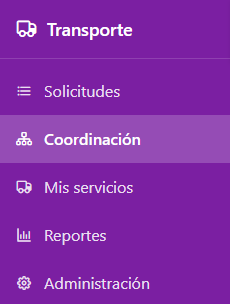 Transporte
Solicitudes
Coordinación
Mis servicios
Reportes
Administración